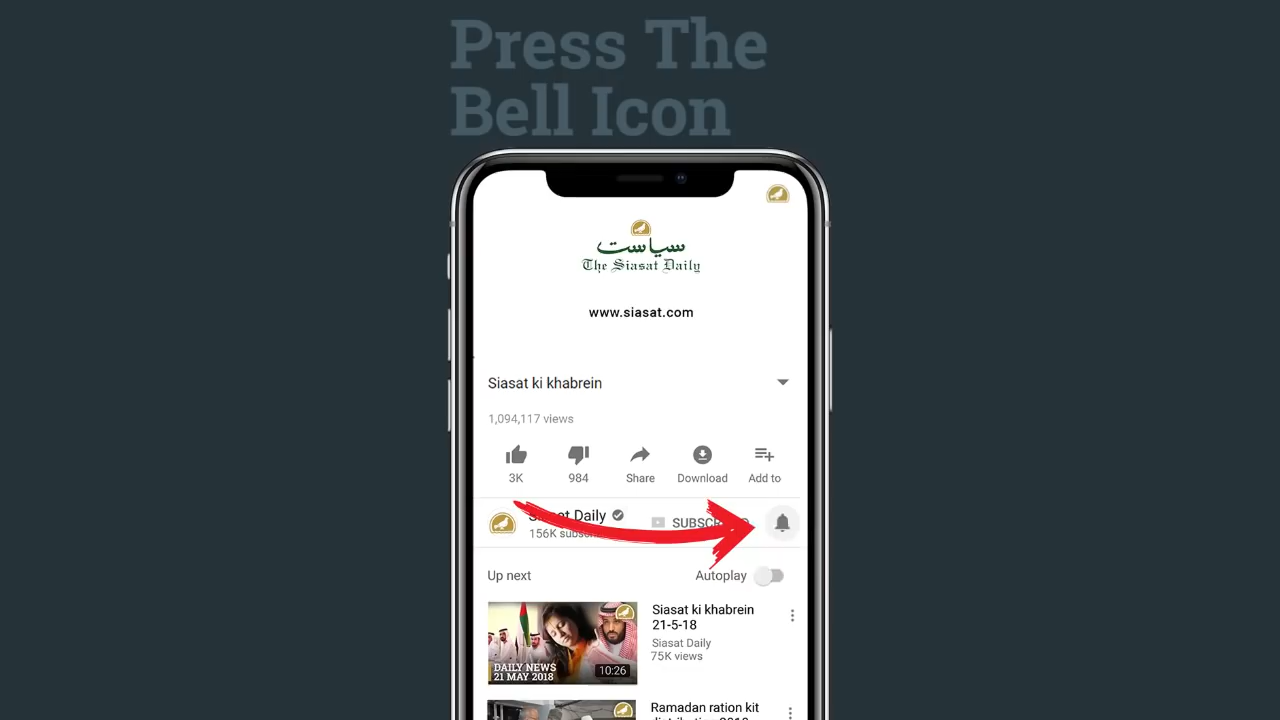 Press The
Bell Icon
سیاست
The Siasat Daily
www.siasat.com
Siasat ki khabrein
1,094,117 views
3K
984
Share
Download
Add to
Siasat Daily
156K
Up next
Autoplay
Siasat ki khabrein
21-5-18
Siasat Daily
75K views
DAILY NEWS
21 MAY 2018
10:26
Ramadan ration kit